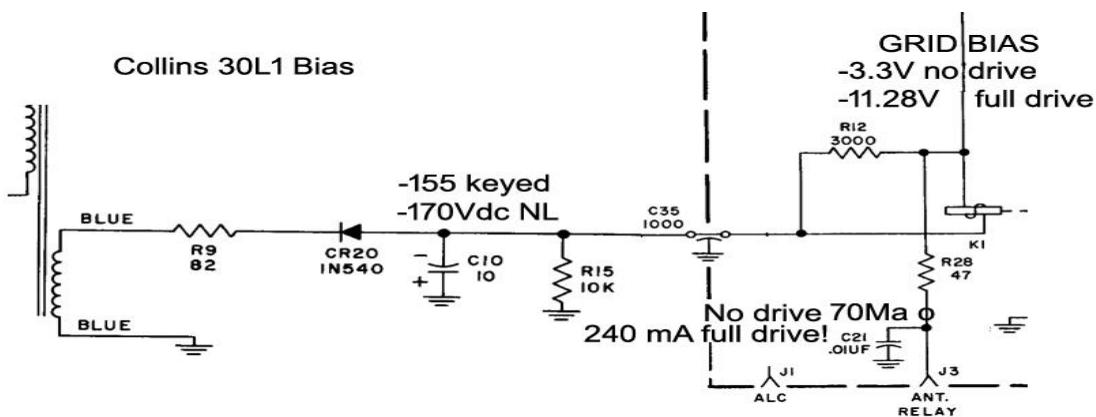 Collins 30L1 Bias
GRID BIAS
-3.3V no drive
-11.28V full drive
R12
3000
-155 keyed
-170Vdc NL
BLUE
R9
82
CR20
1N540
C10
10
R15
10K
C35
1000
K1
R28
47
No drive 70Ma o
240 mA full drive!
C21
.01UF
BLUE
J1
ALC
J3
ANT.
RELAY